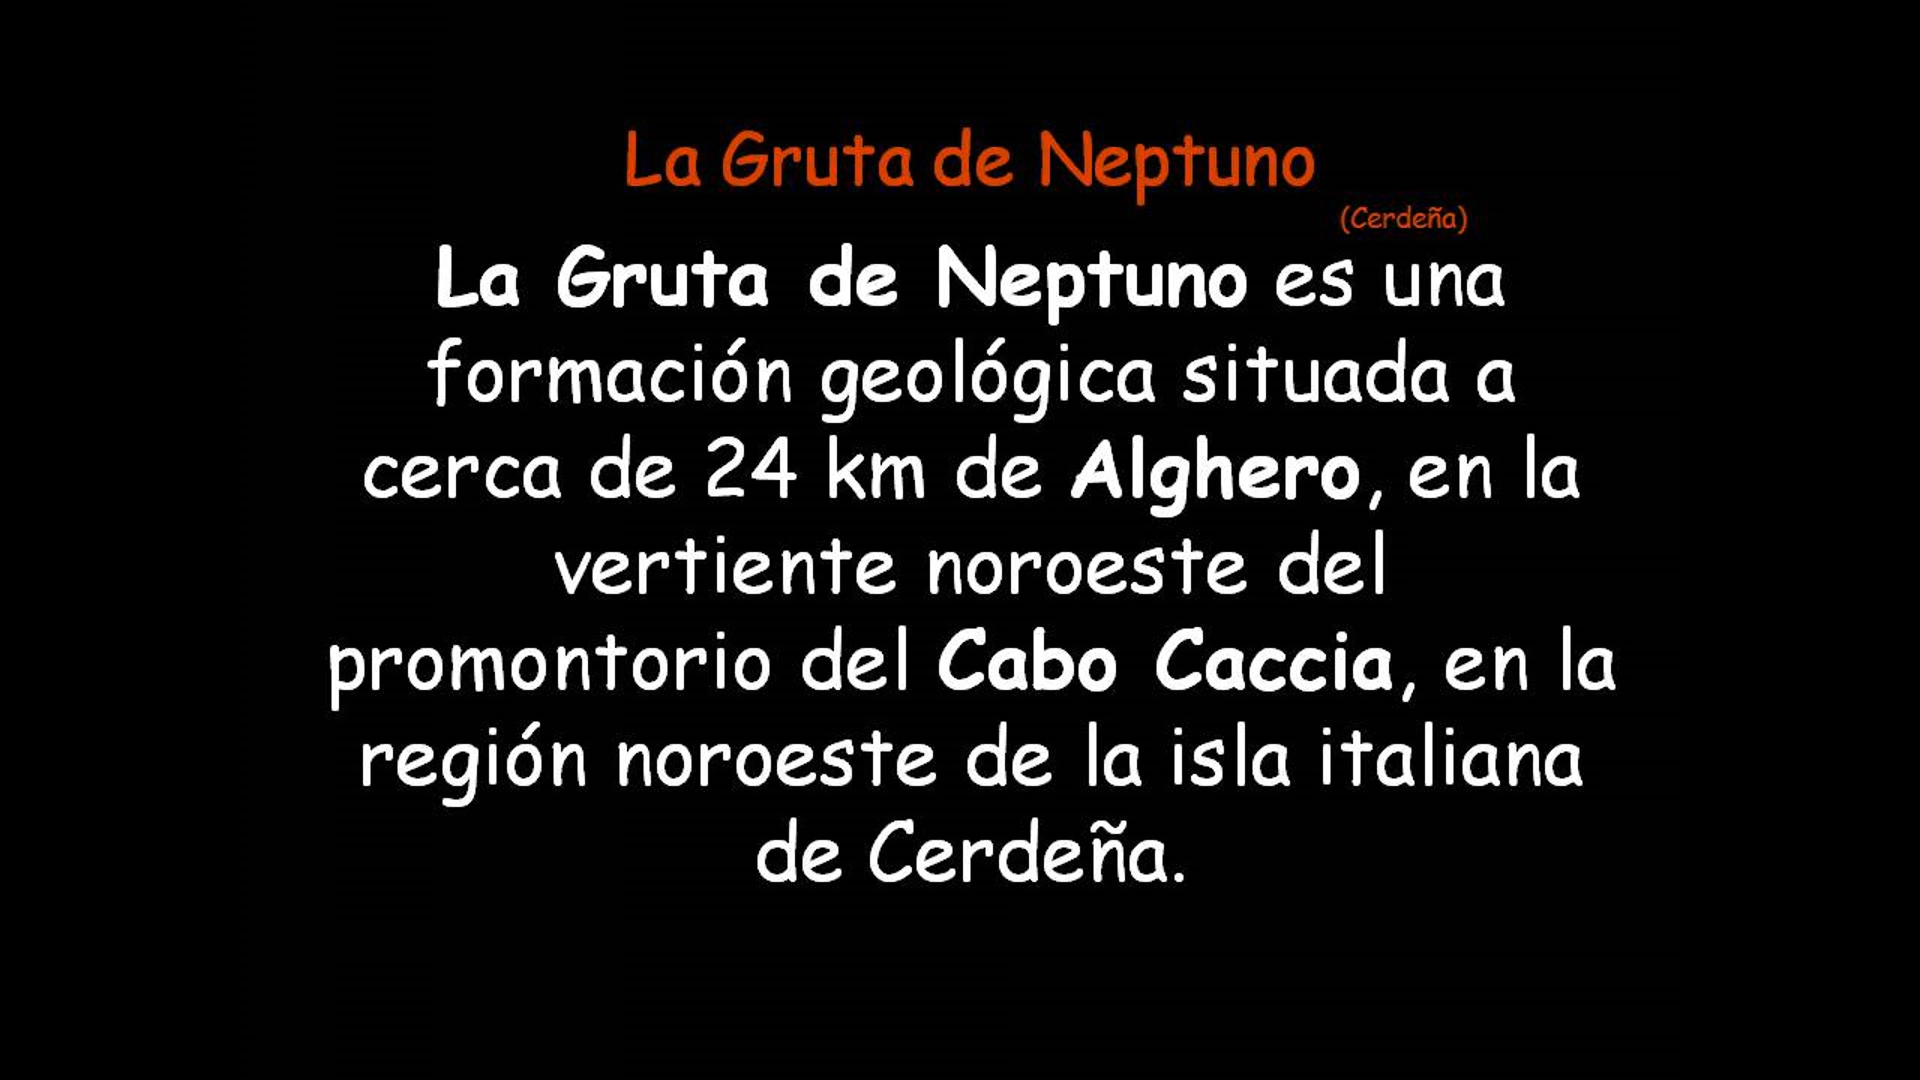 La Gruta de Neptuno
(Cerdeña)
La Gruta de Neptuno es una
formación geológica situada a
cerca de 24 km de Alghero, en la
vertiente noroeste del
promontorio del Cabo Caccia, en la
región noroeste de la isla italiana
de Cerdeña.